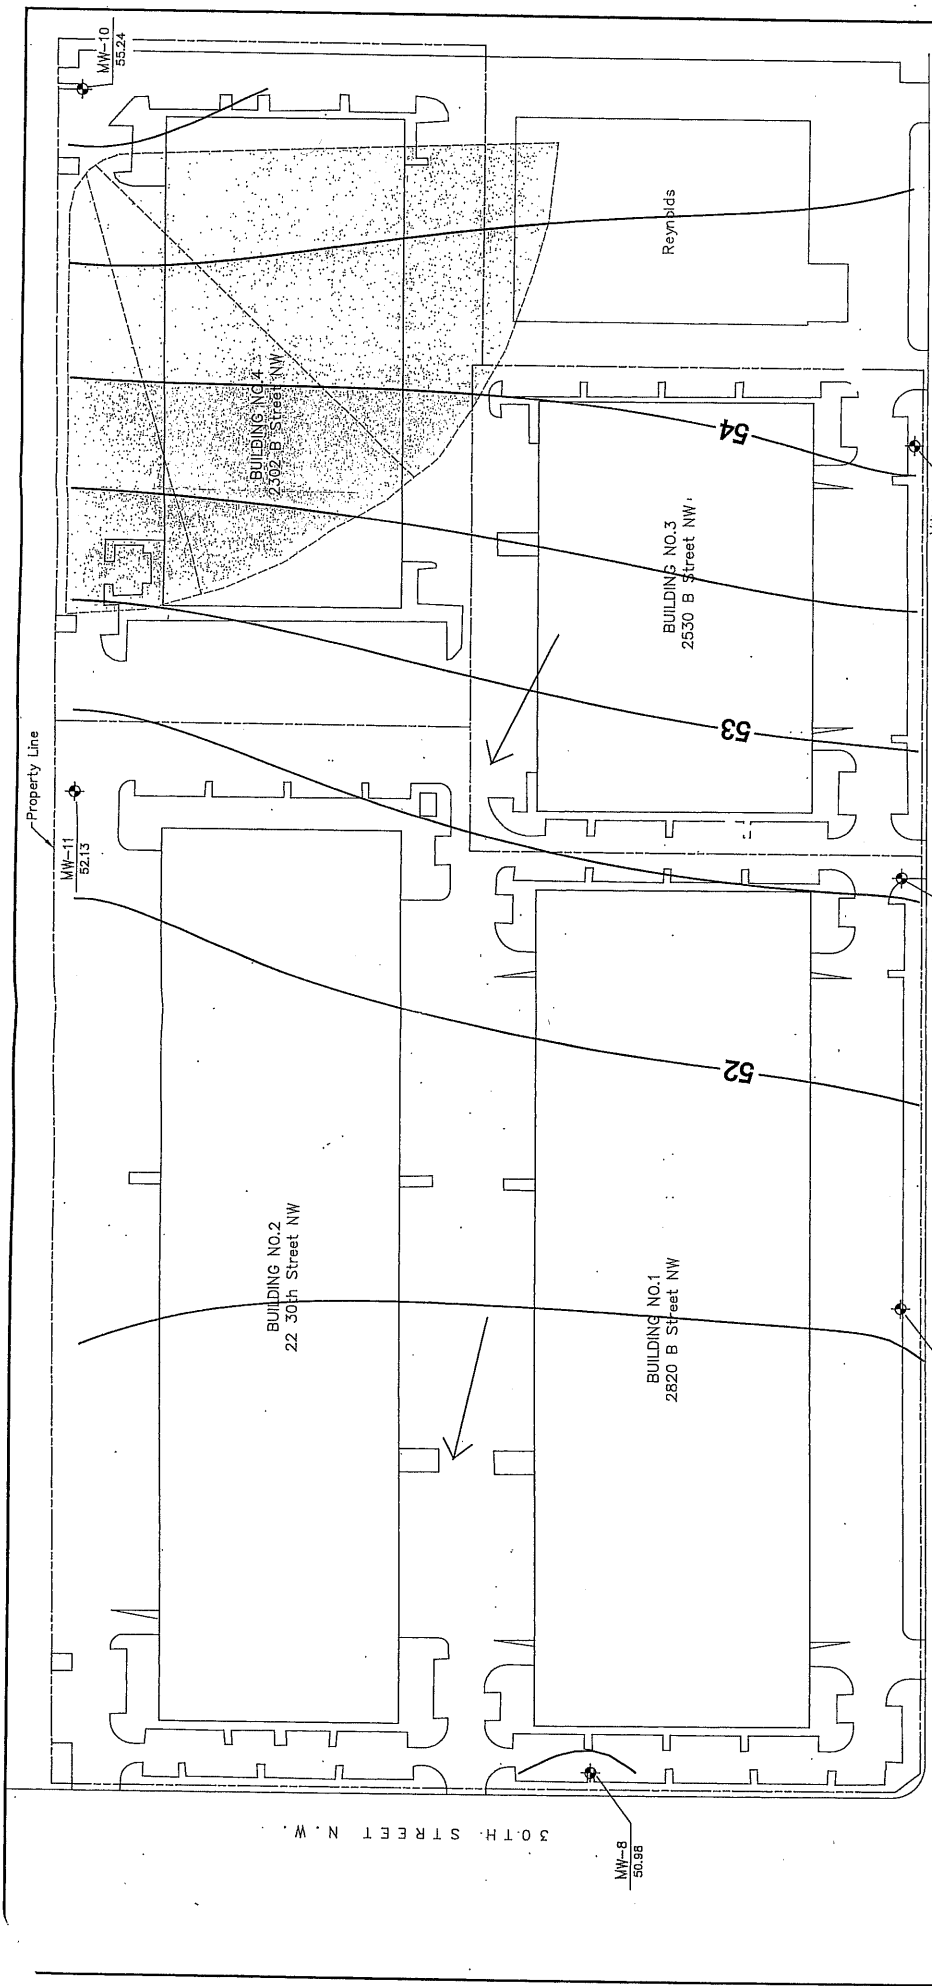 MW-10
55.24
Property Line
MW-11
52.13
BUILDING NO.4
2302 B Street NW
Reynolds
54
BUILDING NO.3
2530 B Street NW
53
52
BUILDING NO.2
22 30th Street NW
BUILDING NO.1
2820 B Street NW
MW-8
50.98
30TH STREET N.W.